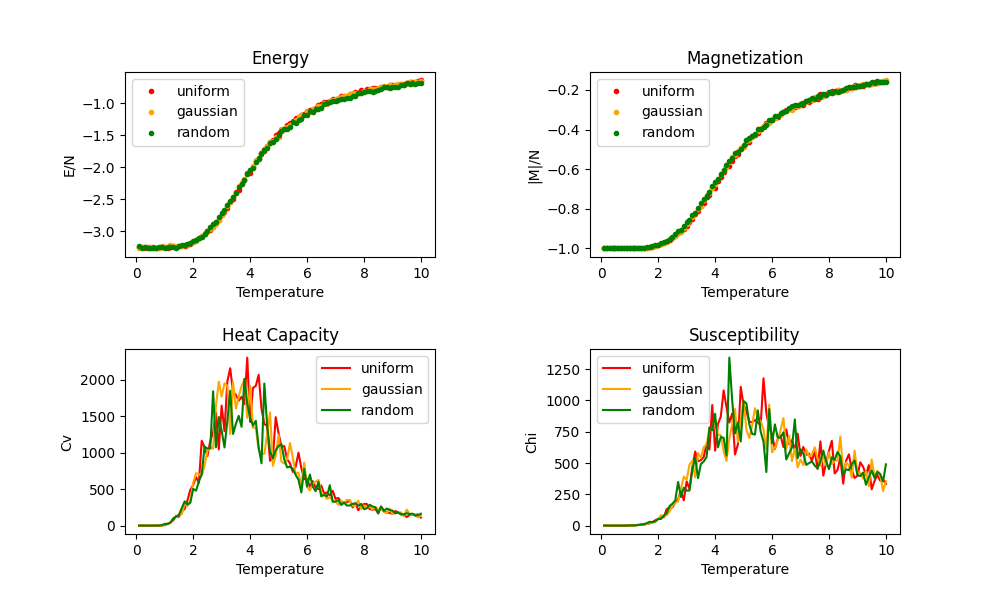 Energy
E/N
−1.0
−1.5
−2.0
−2.5
−3.0
uniform
gaussian
random
0 2 4 6 8 10
Temperature
Magnetization
|M|/N
−0.2
−0.4
−0.6
−0.8
−1.0
uniform
gaussian
random
0 2 4 6 8 10
Temperature
Heat Capacity
Cv
2000
1500
1000
500
0
uniform
gaussian
random
0 2 4 6 8 10
Temperature
Susceptibility
Chi
1250
1000
750
500
250
0
uniform
gaussian
random
0 2 4 6 8 10
Temperature